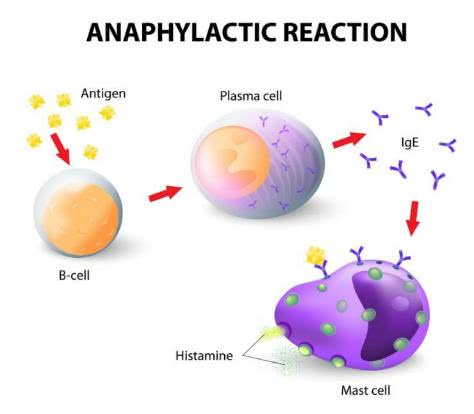 ANAPHYLACTIC REACTION
Antigen
Plasma cell
IgE
B-cell
Histamine
Mast cell